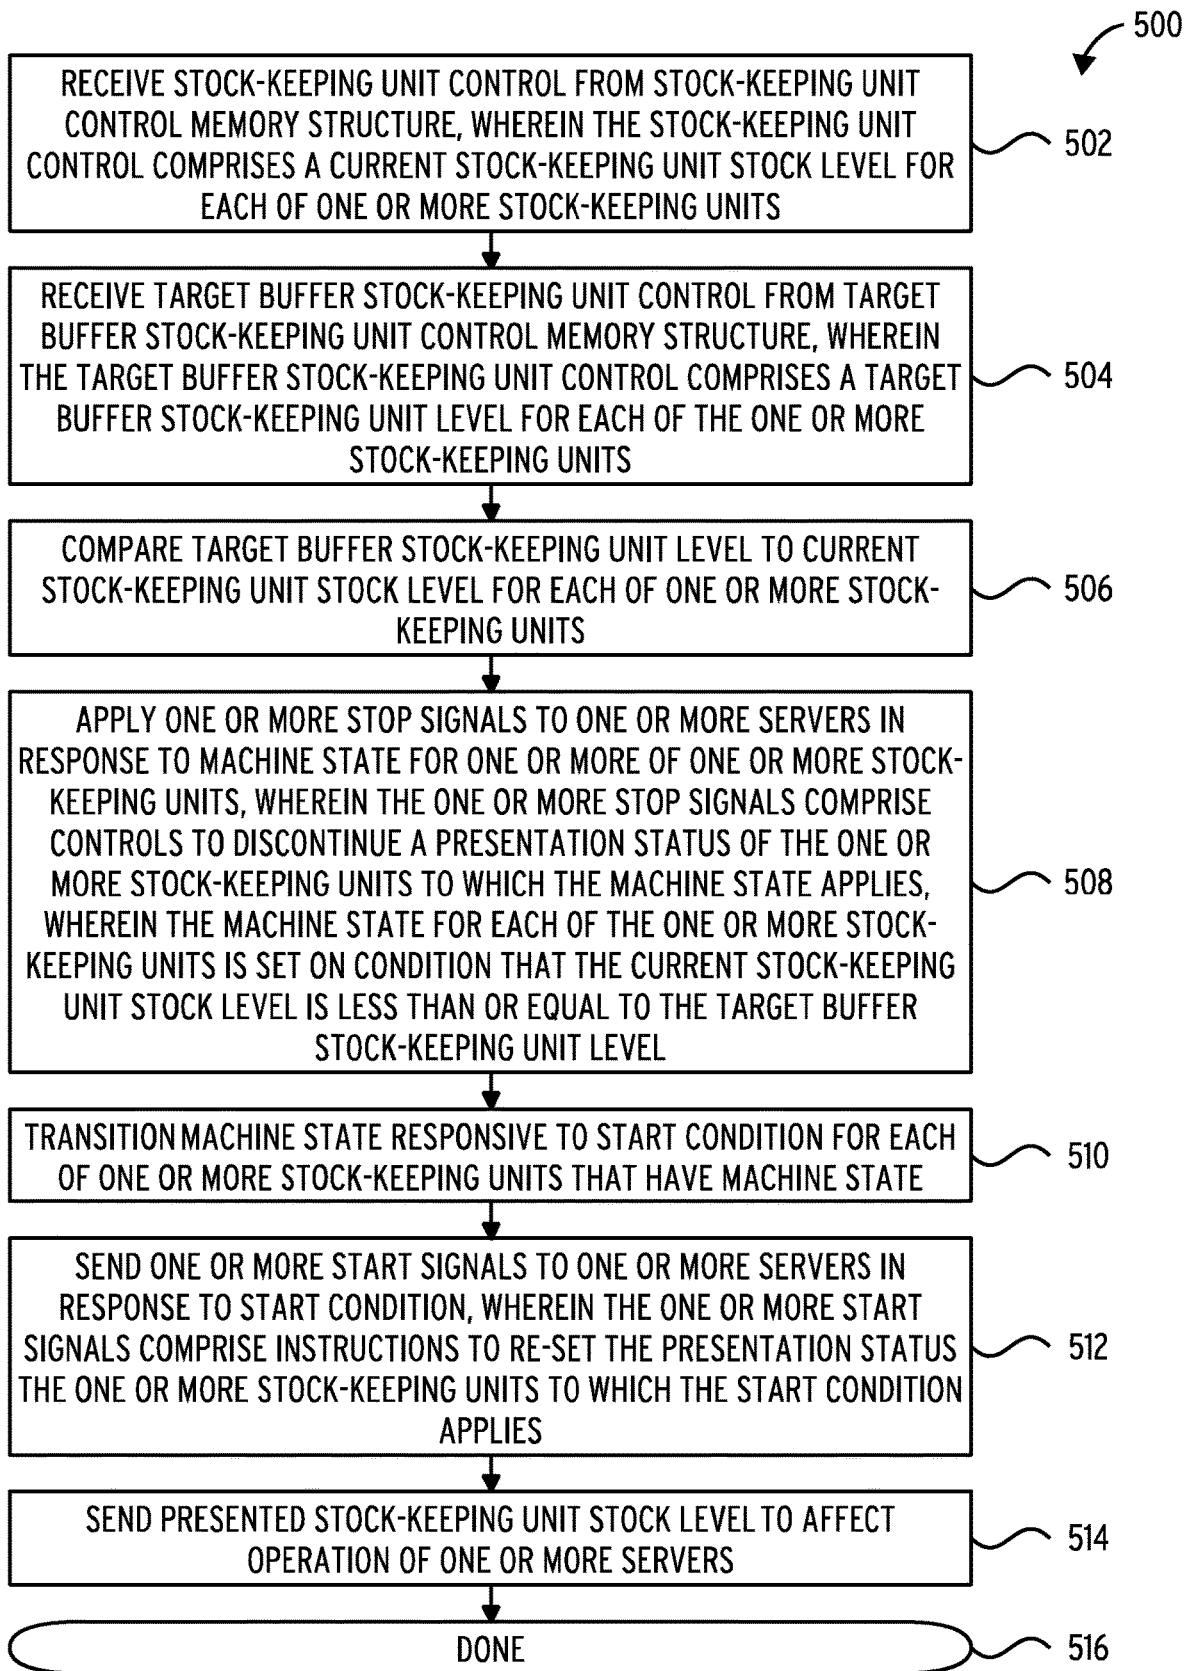 500
RECEIVE STOCK-KEEPING UNIT CONTROL FROM STOCK-KEEPING UNIT
CONTROL MEMORY STRUCTURE, WHEREIN THE STOCK-KEEPING UNIT
CONTROL COMPRISES A CURRENT STOCK-KEEPING UNIT STOCK LEVEL FOR
EACH OF ONE OR MORE STOCK-KEEPING UNITS
502
RECEIVE TARGET BUFFER STOCK-KEEPING UNIT CONTROL FROM TARGET
BUFFER STOCK-KEEPING UNIT CONTROL MEMORY STRUCTURE, WHEREIN
THE TARGET BUFFER STOCK-KEEPING UNIT CONTROL COMPRISES A TARGET
BUFFER STOCK-KEEPING UNIT LEVEL FOR EACH OF THE ONE OR MORE
STOCK-KEEPING UNITS
504
COMPARE TARGET BUFFER STOCK-KEEPING UNIT LEVEL TO CURRENT
STOCK-KEEPING UNIT STOCK LEVEL FOR EACH OF ONE OR MORE STOCK-
KEEPING UNITS
506
APPLY ONE OR MORE STOP SIGNALS TO ONE OR MORE SERVERS IN
RESPONSE TO MACHINE STATE FOR ONE OR MORE OF ONE OR MORE STOCK-
KEEPING UNITS, WHEREIN THE ONE OR MORE STOP SIGNALS COMPRISE
CONTROLS TO DISCONTINUE A PRESENTATION STATUS OF THE ONE OR
MORE STOCK-KEEPING UNITS TO WHICH THE MACHINE STATE APPLIES,
WHEREIN THE MACHINE STATE FOR EACH OF THE ONE OR MORE STOCK-
KEEPING UNITS IS SET ON CONDITION THAT THE CURRENT STOCK-KEEPING
UNIT STOCK LEVEL IS LESS THAN OR EQUAL TO THE TARGET BUFFER
STOCK-KEEPING UNIT LEVEL
508
TRANSITION MACHINE STATE RESPONSIVE TO START CONDITION FOR EACH
OF ONE OR MORE STOCK-KEEPING UNITS THAT HAVE MACHINE STATE
510
SEND ONE OR MORE START SIGNALS TO ONE OR MORE SERVERS IN
RESPONSE TO START CONDITION, WHEREIN THE ONE OR MORE START
SIGNALS COMPRISE INSTRUCTIONS TO RE-SET THE PRESENTATION STATUS
THE ONE OR MORE STOCK-KEEPING UNITS TO WHICH THE START CONDITION
APPLIES
512
SEND PRESENTED STOCK-KEEPING UNIT STOCK LEVEL TO AFFECT
OPERATION OF ONE OR MORE SERVERS
514
DONE
516